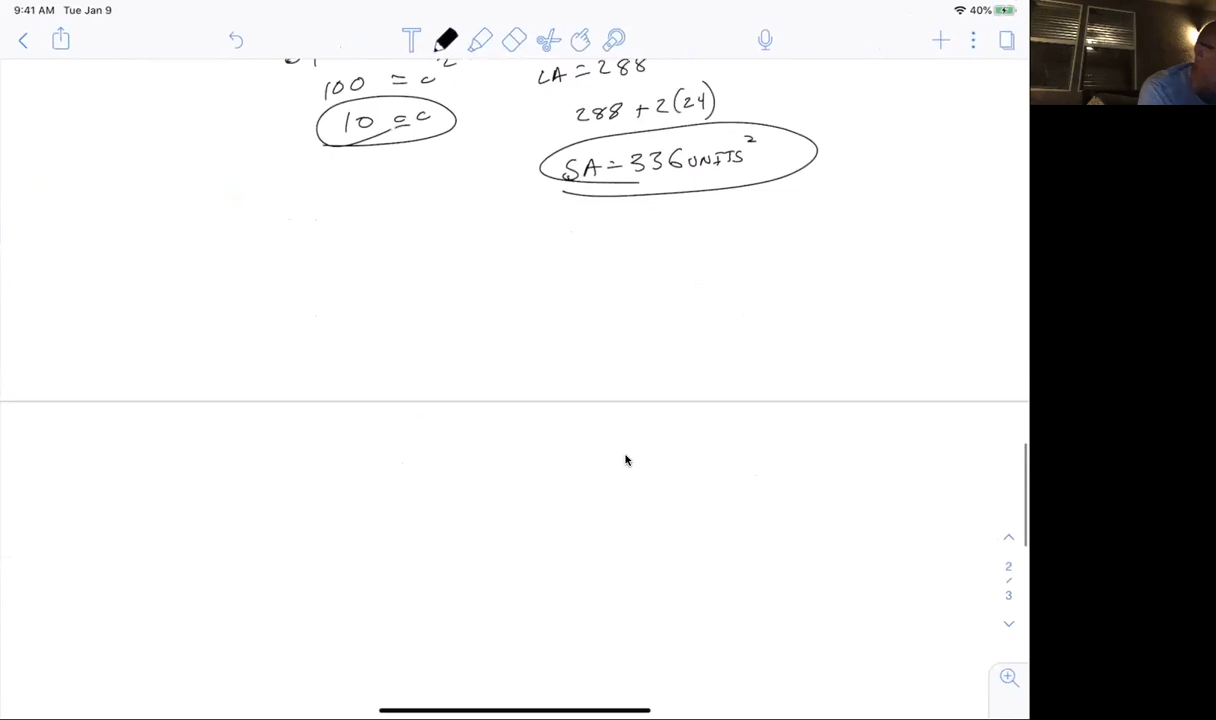 9:41 AM Tue Jan 9
40%
T
100 = c²
10 = c
LA = 288
288 + 2(24)
SA = 336 UNITS²
2
/
3